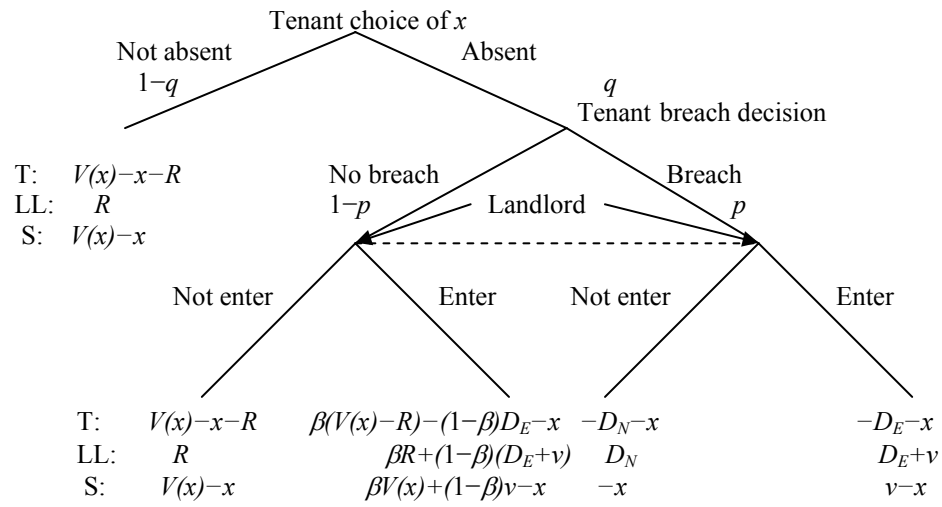 Tenant choice of x
Not absent Absent
1−q q
Tenant breach decision
T: V(x)−x−R No breach Breach
LL: R 1−p Landlord p
S: V(x)−x
Not enter Enter Not enter Enter
T: V(x)−x−R β(V(x)−R)−(1−β)D_E−x −D_N−x −D_E−x
LL: R βR+(1−β)(D_E+v) D_N D_E+v
S: V(x)−x βV(x)+(1−β)v−x −x v−x